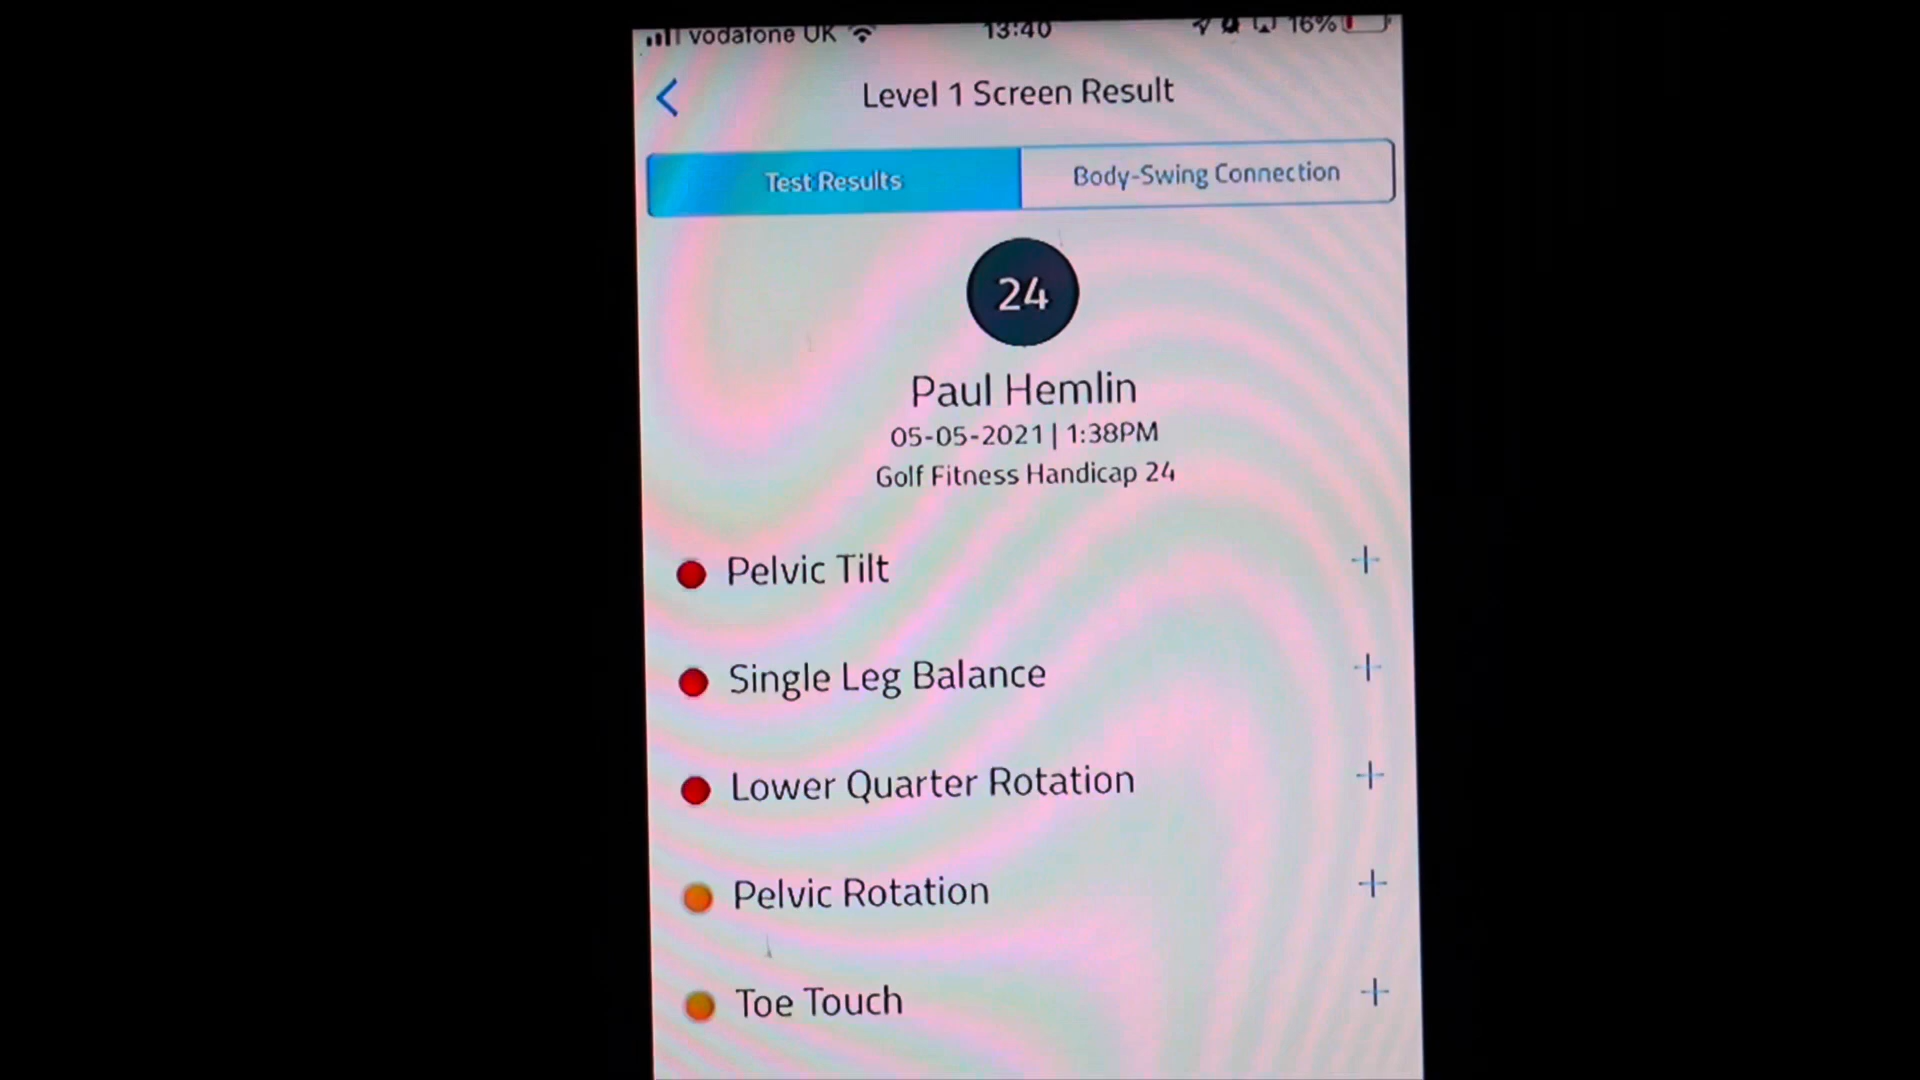 vodafone UK 13:40 16%
Level 1 Screen Result
Test Results Body-Swing Connection
24
Paul Hemlin
05-05-2021 | 1:38PM
Golf Fitness Handicap 24
Pelvic Tilt +
Single Leg Balance +
Lower Quarter Rotation +
Pelvic Rotation +
Toe Touch +